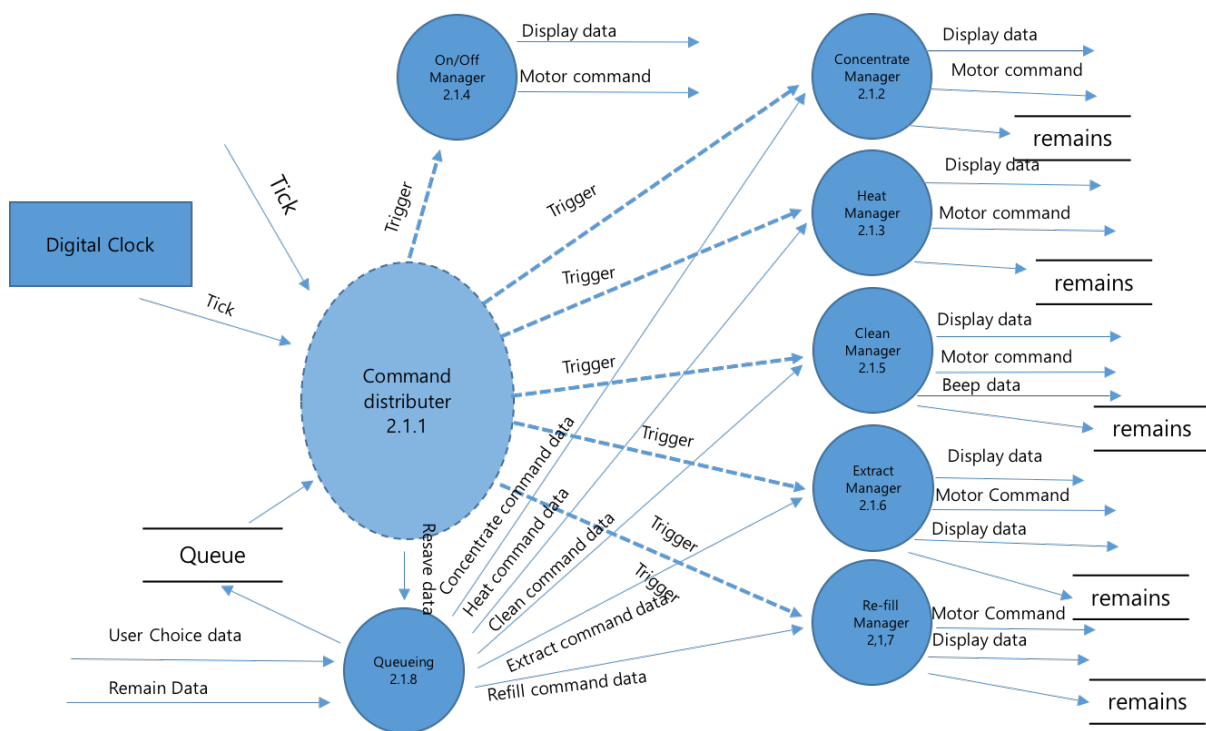 Display data
On/Off
Manager
2.1.4
Motor command
Concentrate
Manager
2.1.2
Display data
Motor command
remains
Tick
Trigger
Trigger
Heat
Manager
2.1.3
Display data
Motor command
remains
Digital Clock
Tick
Trigger
Command
distributer
2.1.1
Trigger
Clean
Manager
2.1.5
Display data
Motor command
Beep data
remains
Trigger
Extract
Manager
2.1.6
Display data
Motor Command
Display data
remains
Queue
Resave data
Concentrate command data
Heat command data
Clean command data
Trigger
Trigger
Re-fill
Manager
2,1,7
Motor Command
Display data
remains
User Choice data
Remain Data
Queueing
2.1.8
Extract command data
Refill command data